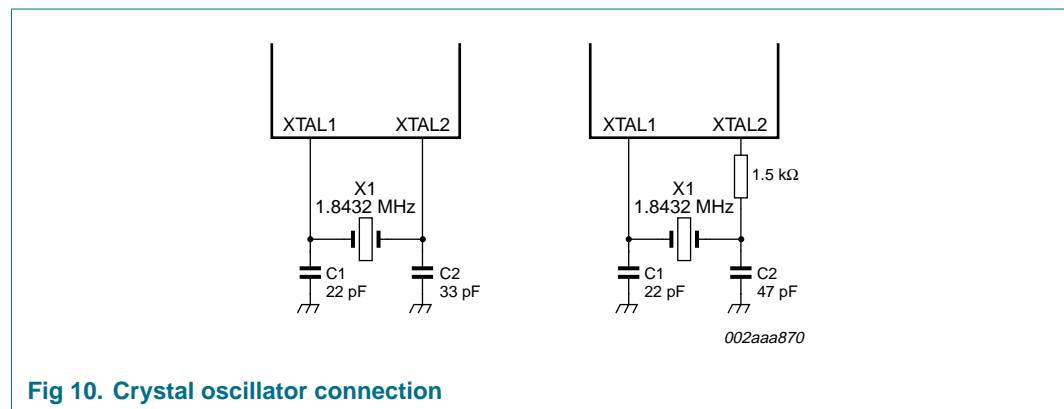 XTAL1 XTAL2
X1
1.8432 MHz
C1
22 pF
C2
33 pF
XTAL1 XTAL2
1.5 kΩ
X1
1.8432 MHz
C1
22 pF
C2
47 pF
002aaa870
Fig 10. Crystal oscillator connection